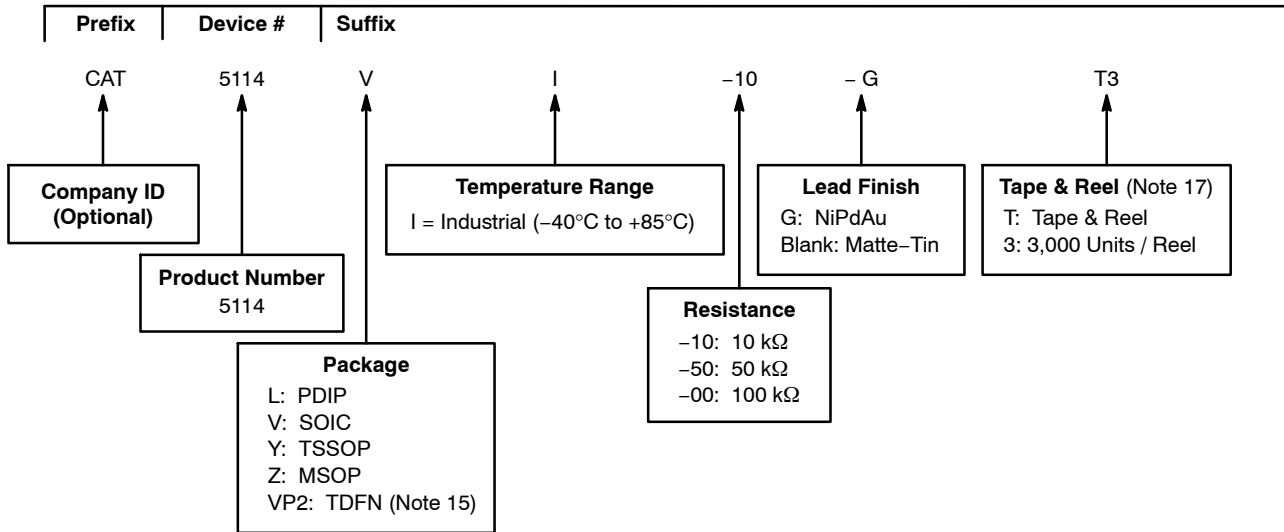 Prefix Device # Suffix
CAT 5114 V I −10 − G T3
Company ID
(Optional)
Product Number
5114
Package
L: PDIP
V: SOIC
Y: TSSOP
Z: MSOP
VP2: TDFN (Note 15)
Temperature Range
I = Industrial (−40°C to +85°C)
Resistance
−10: 10 kΩ
−50: 50 kΩ
−00: 100 kΩ
Lead Finish
G: NiPdAu
Blank: Matte−Tin
Tape & Reel (Note 17)
T: Tape & Reel
3: 3,000 Units / Reel